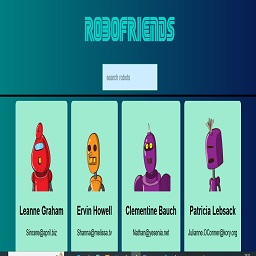 ROBOFRIENDS
search robots
Leanne Graham
Sincere@april.biz
Ervin Howell
Shanna@melissa.tv
Clementine Bauch
Nathan@yesenia.net
Patricia Lebsack
Julianne.OConner@kory.org